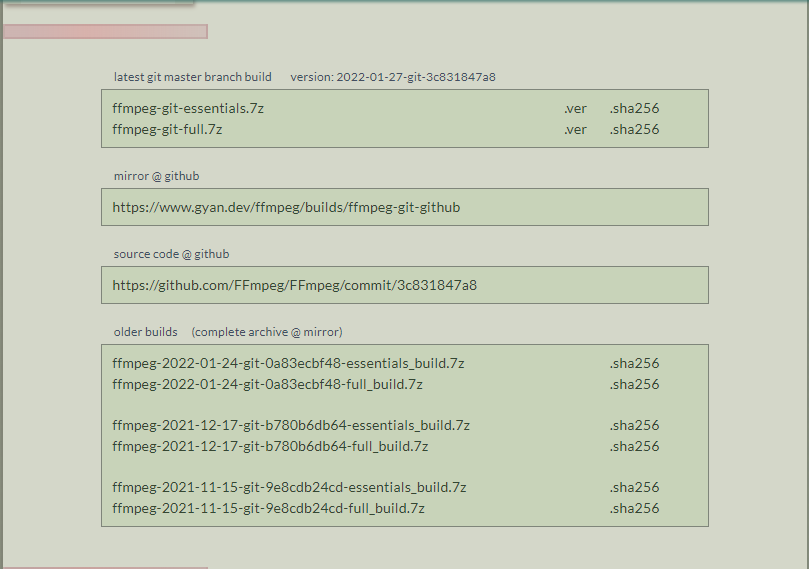 latest git master branch build version: 2022-01-27-git-3c831847a8
ffmpeg-git-essentials.7z .ver .sha256
ffmpeg-git-full.7z .ver .sha256
mirror @ github
https://www.gyan.dev/ffmpeg/builds/ffmpeg-git-github
source code @ github
https://github.com/FFmpeg/FFmpeg/commit/3c831847a8
older builds (complete archive @ mirror)
ffmpeg-2022-01-24-git-0a83ecbf48-essentials_build.7z .sha256
ffmpeg-2022-01-24-git-0a83ecbf48-full_build.7z .sha256
ffmpeg-2021-12-17-git-b780b6db64-essentials_build.7z .sha256
ffmpeg-2021-12-17-git-b780b6db64-full_build.7z .sha256
ffmpeg-2021-11-15-git-9e8cdb24cd-essentials_build.7z .sha256
ffmpeg-2021-11-15-git-9e8cdb24cd-full_build.7z .sha256